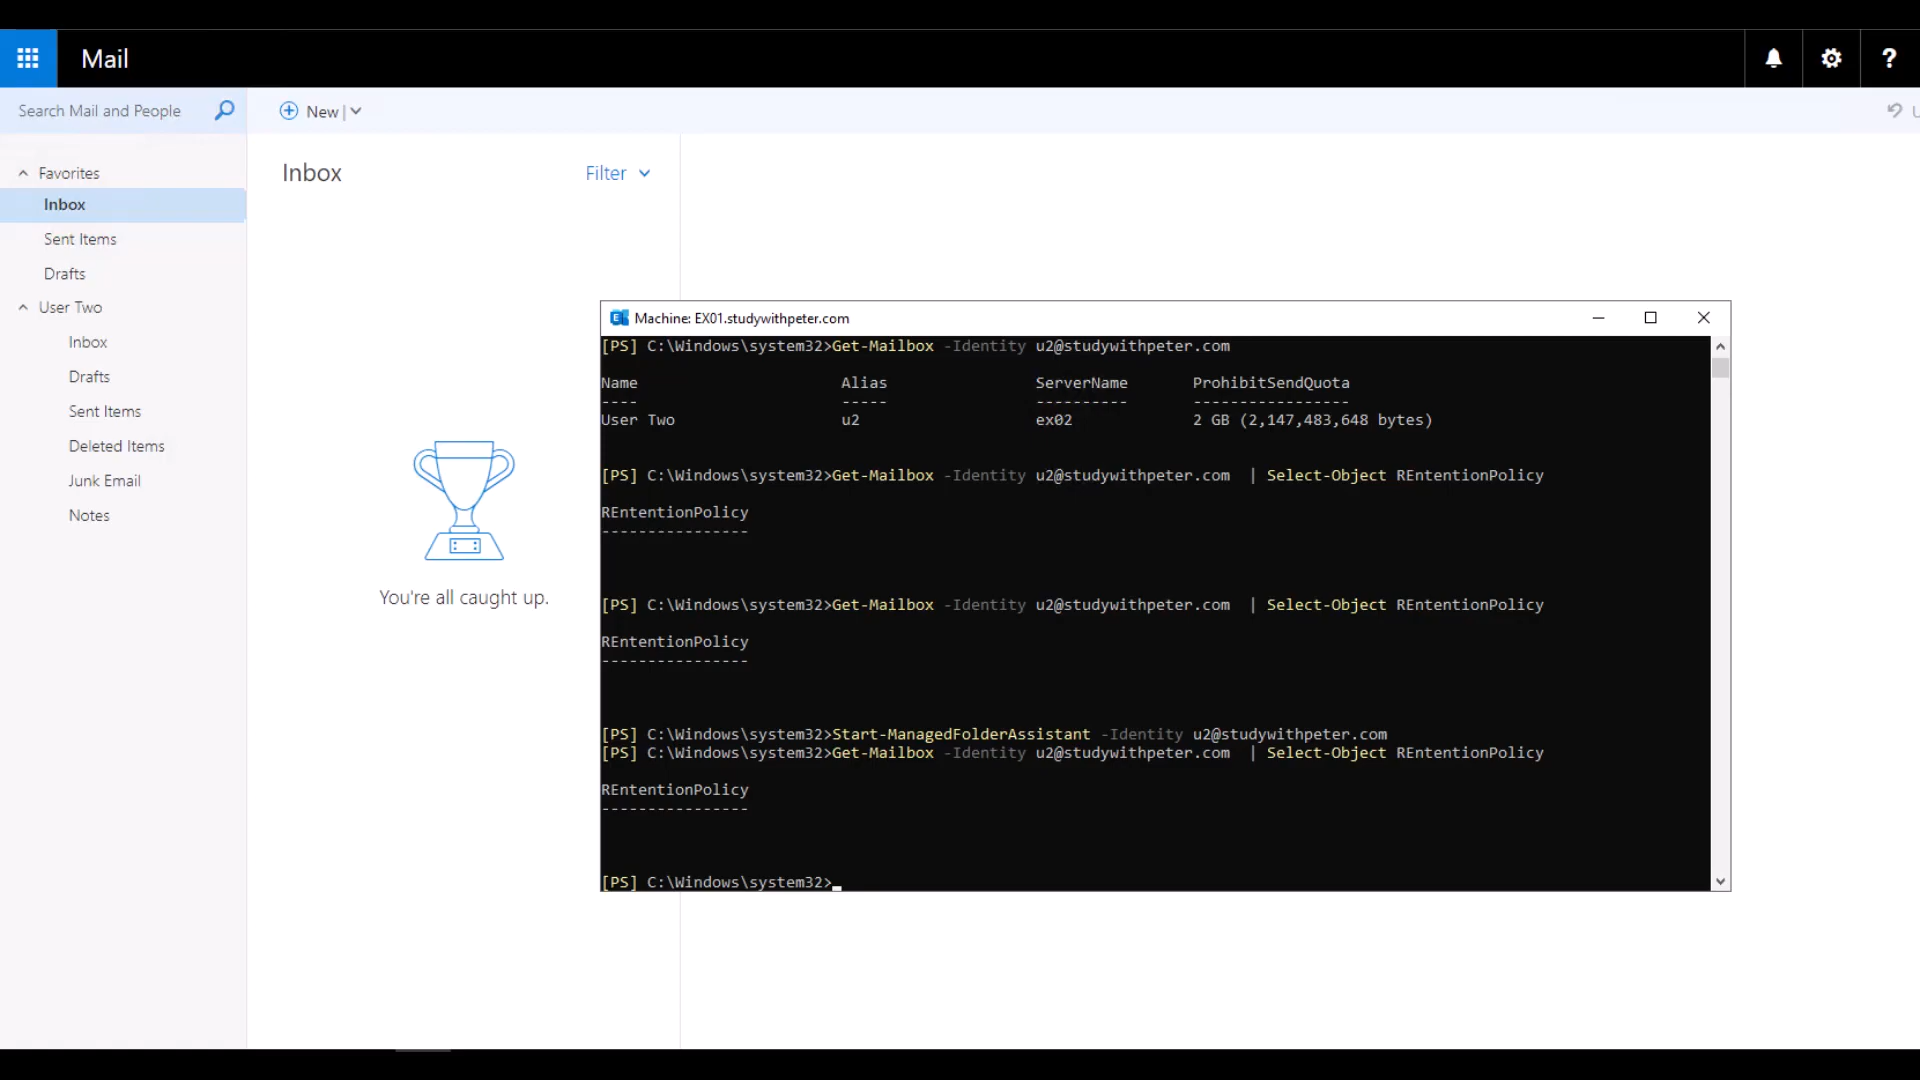 Mail
?
Search Mail and People
New | 
Favorites
Inbox
Sent Items
Drafts
User Two
Inbox
Drafts
Sent Items
Deleted Items
Junk Email
Notes
Inbox
Filter
You're all caught up.
Machine: EX01.studywithpeter.com
[PS] C:\Windows\system32>Get-Mailbox -Identity u2@studywithpeter.com
Name Alias ServerName ProhibitSendQuota
---- ----- ---------- -----------------
User Two u2 ex02 2 GB (2,147,483,648 bytes)
[PS] C:\Windows\system32>Get-Mailbox -Identity u2@studywithpeter.com | Select-Object REntentionPolicy
REntentionPolicy
----------------
[PS] C:\Windows\system32>Get-Mailbox -Identity u2@studywithpeter.com | Select-Object REntentionPolicy
REntentionPolicy
----------------
[PS] C:\Windows\system32>Start-ManagedFolderAssistant -Identity u2@studywithpeter.com
[PS] C:\Windows\system32>Get-Mailbox -Identity u2@studywithpeter.com | Select-Object REntentionPolicy
REntentionPolicy
----------------
[PS] C:\Windows\system32>